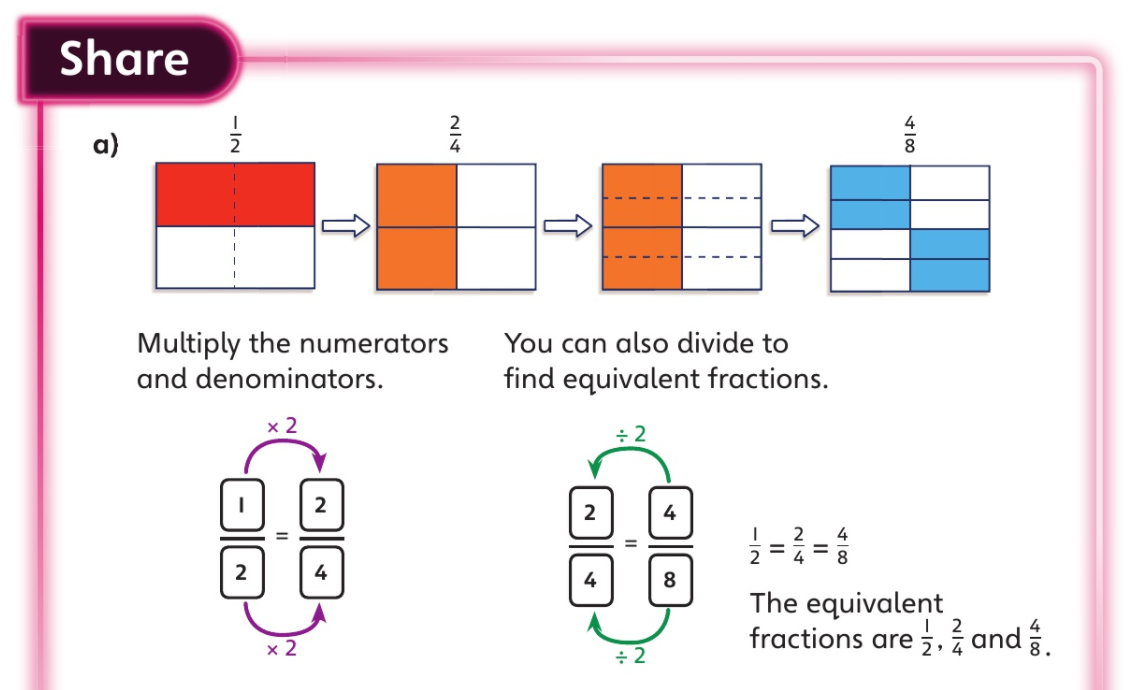 Share
a)
1/2
2/4
4/8
Multiply the numerators
and denominators.
You can also divide to
find equivalent fractions.
× 2
1/2 = 2/4
× 2
÷ 2
2/4 = 4/8
÷ 2
1/2 = 2/4 = 4/8
The equivalent
fractions are 1/2, 2/4 and 4/8.